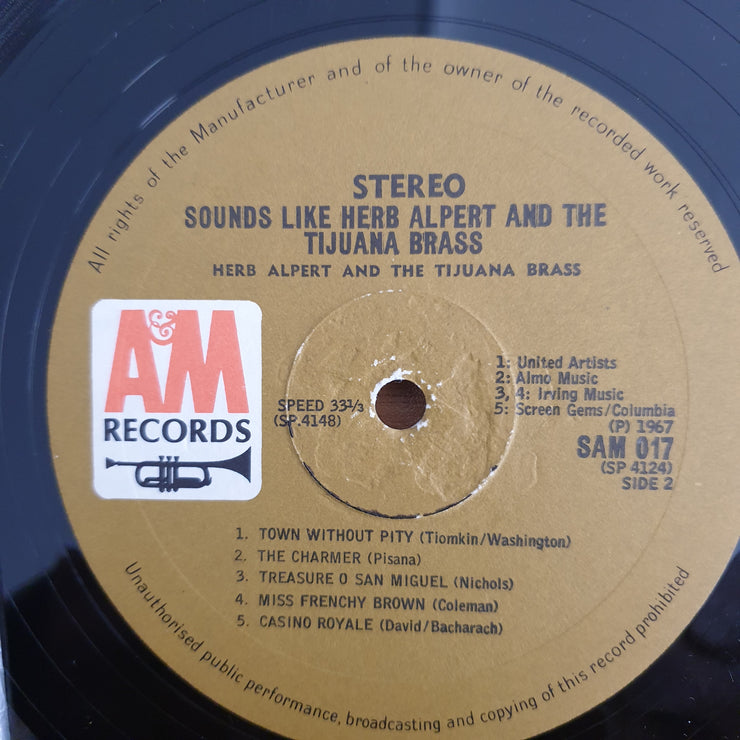 All rights of the Manufacturer and of the owner of the recorded work reserved
STEREO
SOUNDS LIKE HERB ALPERT AND THE
TIJUANA BRASS
HERB ALPERT AND THE TIJUANA BRASS
A&M
RECORDS
SPEED 33⅓
(SP.4148)
1: United Artists
2: Almo Music
3, 4: Irving Music
5: Screen Gems/Columbia
(P) 1967
SAM 017
(SP 4124)
SIDE 2
1. TOWN WITHOUT PITY (Tiomkin/Washington)
2. THE CHARMER (Pisana)
3. TREASURE O SAN MIGUEL (Nichols)
4. MISS FRENCHY BROWN (Coleman)
5. CASINO ROYALE (David/Bacharach)
Unauthorised public performance, broadcasting and copying of this record prohibited